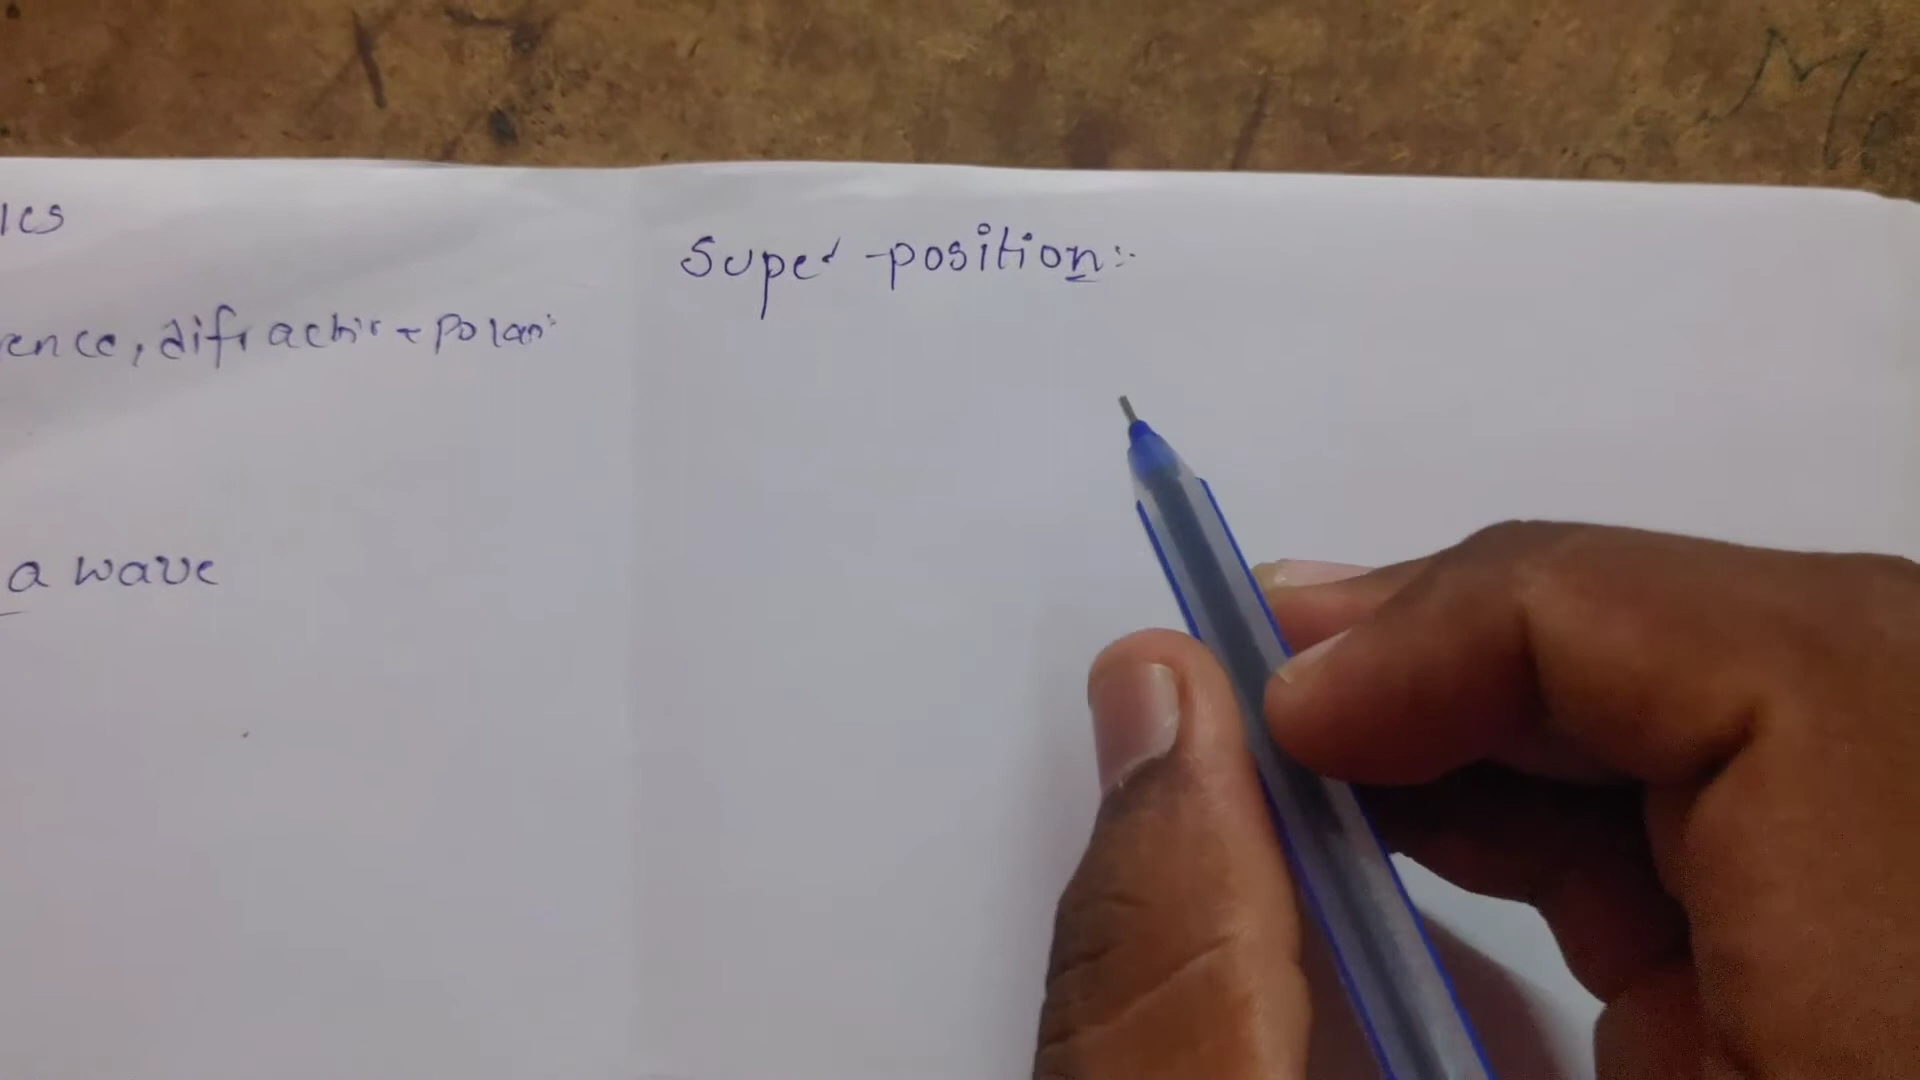 ics
ence, difraction + Polari
a wave
Super-position:-